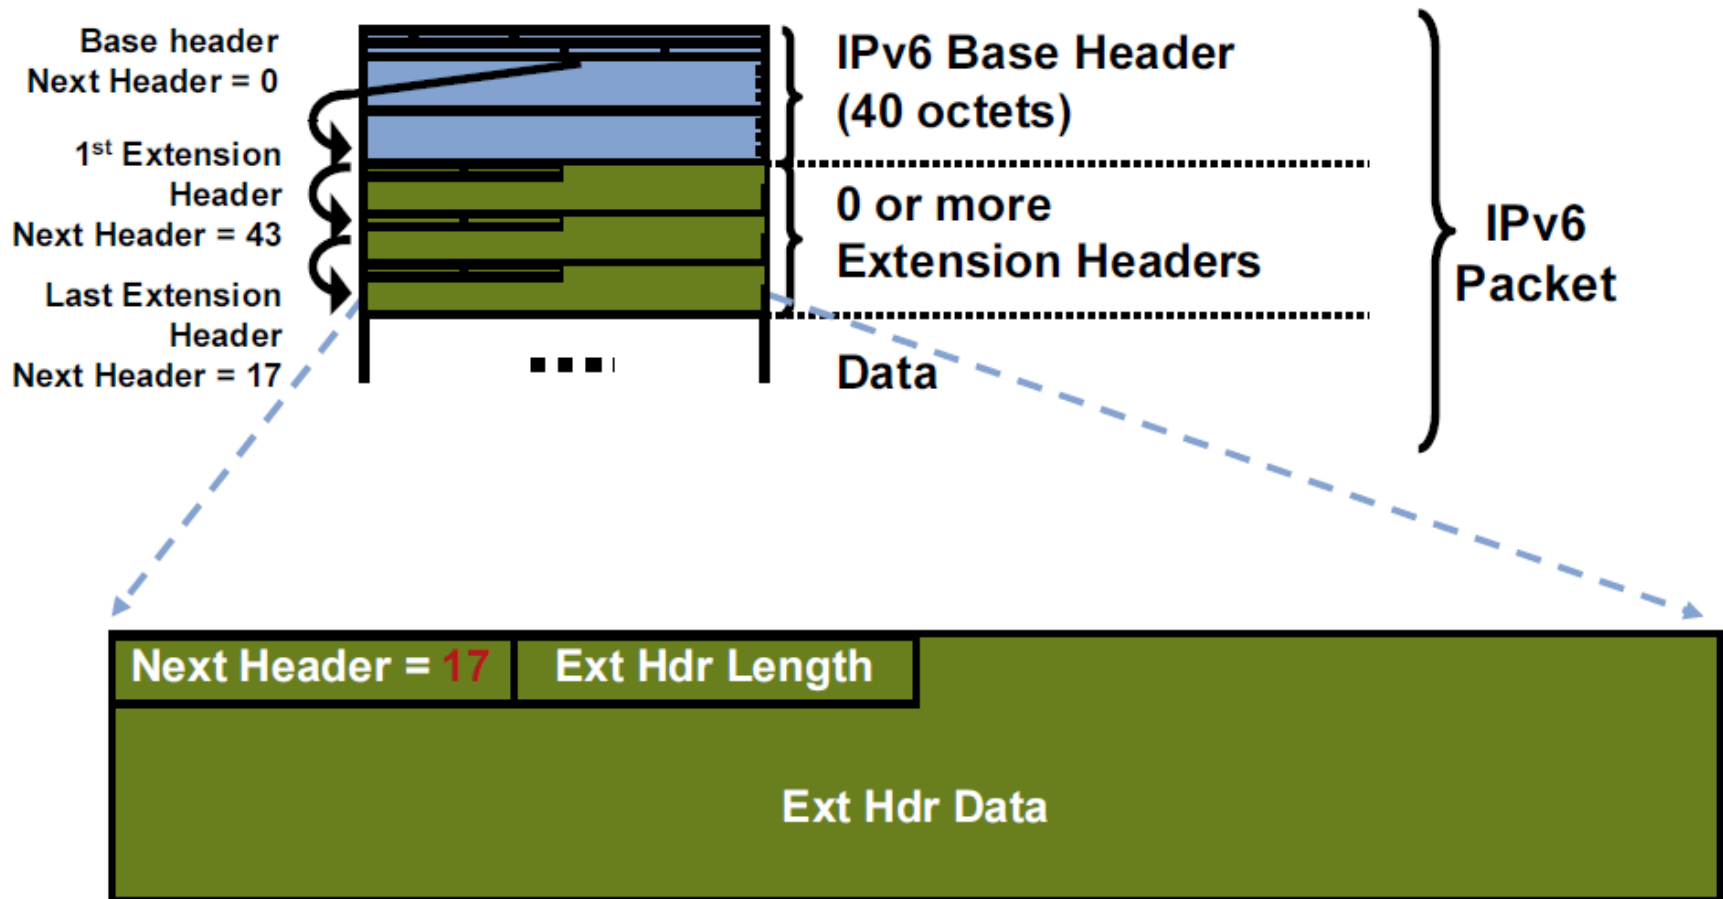 Base header
Next Header = 0
1st Extension
Header
Next Header = 43
Last Extension
Header
Next Header = 17
IPv6 Base Header
(40 octets)
0 or more
Extension Headers
Data
IPv6
Packet
Next Header = 17
Ext Hdr Length
Ext Hdr Data